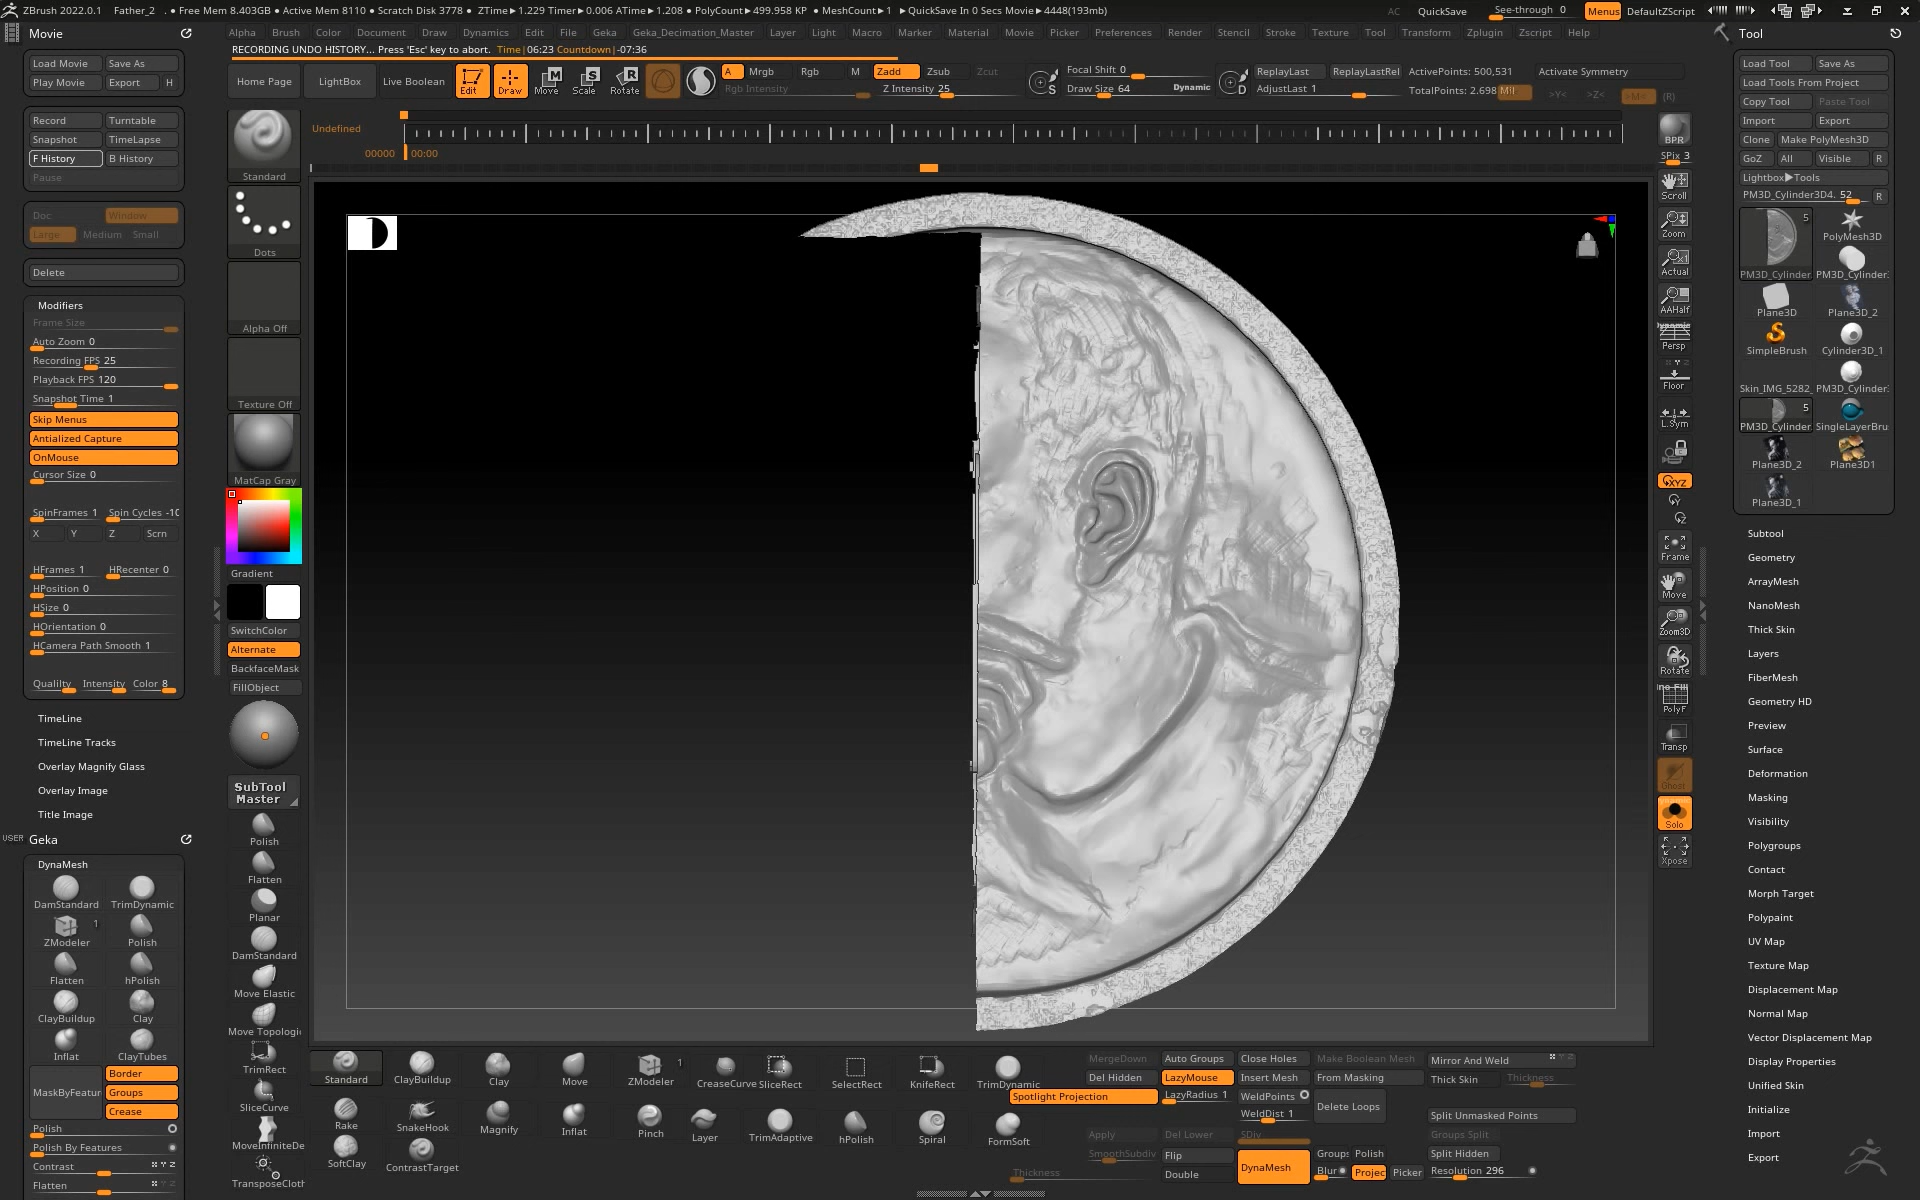 ZBrush 2022.0.1 Father_2 . • Free Mem 8.403GB • Active Mem 8110 • Scratch Disk 3778 • ZTime►1.229 Timer►0.006 ATime►1.208 • PolyCount►499.958 KP • MeshCount►1 ►QuickSave In 0 Secs Movie►4448(193mb) AC QuickSave See-through 0 Menus DefaultZScript
Movie
Alpha Brush Color Document Draw Dynamics Edit File Geka Geka_Decimation_Master Layer Light Macro Marker Material Movie Picker Preferences Render Stencil Stroke Texture Tool Transform Zplugin Zscript Help
RECORDING UNDO HISTORY... Press 'Esc' key to abort. Time|06:23 Countdown|-07:36
Load Movie Save As
Play Movie Export H
Record Turntable
Snapshot TimeLapse
F History B History
Pause
Doc Window
Large Medium Small
Delete
Modifiers
Frame Size
Auto Zoom 0
Recording FPS 25
Playback FPS 120
Snapshot Time 1
Skip Menus
Antialized Capture
OnMouse
Cursor Size 0
SpinFrames 1 Spin Cycles -10
X Y Z Scrn
HFrames 1 HRecenter 0
HPosition 0
HSize 0
HOrientation 0
HCamera Path Smooth 1
Quality Intensity Color 8
TimeLine
TimeLine Tracks
Overlay Magnify Glass
Overlay Image
Title Image
USER Geka
DynaMesh
DamStandard TrimDynamic
ZModeler 1 Polish
Flatten hPolish
ClayBuildup Clay
Inflat ClayTubes
MaskByFeatur Border
Groups
Crease
Polish
Polish By Features
Contrast
Flatten
Home Page LightBox Live Boolean Edit Draw Move Scale Rotate
A Mrgb Rgb M Zadd Zsub Zcut
Rgb Intensity Z Intensity 25
S Focal Shift 0
Draw Size 64 Dynamic
D ReplayLast ReplayLastRel ActivePoints: 500,531 Activate Symmetry
AdjustLast 1 TotalPoints: 2.698 Mil >Y< >Z< >M< (R)
Undefined
00000 00:00
Standard
Dots
Alpha Off
Texture Off
MatCap Gray
Gradient
SwitchColor
Alternate
BackfaceMask
FillObject
SubTool
Master
Polish
Flatten
Planar
DamStandard
Move Elastic
Move Topologi
TrimRect
SliceCurve
MoveInfiniteDe
TransposeCloth
BPR
SPix 3
Scroll
Zoom
Actual
AAHalf
Dynamic
Persp
Floor
L.Sym
XYZ
Y
Z
Frame
Move
Zoom3D
Rotate
PolyF
Transp
Ghost
Solo
Xpose
Tool
Load Tool Save As
Load Tools From Project
Copy Tool Paste Tool
Import Export
Clone Make PolyMesh3D
GoZ All Visible R
Lightbox►Tools
PM3D_Cylinder3D4. 52 R
5
PM3D_Cylinder PolyMesh3D
PM3D_Cylinder
Plane3D Plane3D_2
SimpleBrush Cylinder3D_1
Skin_IMG_5282_ PM3D_Cylinder
5
PM3D_Cylinder SingleLayerBru
Plane3D_2 Plane3D1
Plane3D_1
Subtool
Geometry
ArrayMesh
NanoMesh
Thick Skin
Layers
FiberMesh
Geometry HD
Preview
Surface
Deformation
Masking
Visibility
Polygroups
Contact
Morph Target
Polypaint
UV Map
Texture Map
Displacement Map
Normal Map
Vector Displacement Map
Display Properties
Unified Skin
Initialize
Import
Export
Standard ClayBuildup Clay Move ZModeler 1 CreaseCurve SliceRect SelectRect KnifeRect TrimDynamic
Rake SnakeHook Magnify Inflat Pinch Layer TrimAdaptive hPolish Spiral FormSoft
SoftClay ContrastTarget
MergeDown Auto Groups Close Holes Make Boolean Mesh Mirror And Weld
Del Hidden LazyMouse Insert Mesh From Masking Thick Skin Thickness
Spotlight Projection LazyRadius 1 WeldPoints Delete Loops
WeldDist 1 Split Unmasked Points
Apply Del Lower SDiv Groups Split
SmoothSubdiv Flip DynaMesh Groups Polish Split Hidden
Thickness Double Blur Projec Picker Resolution 296